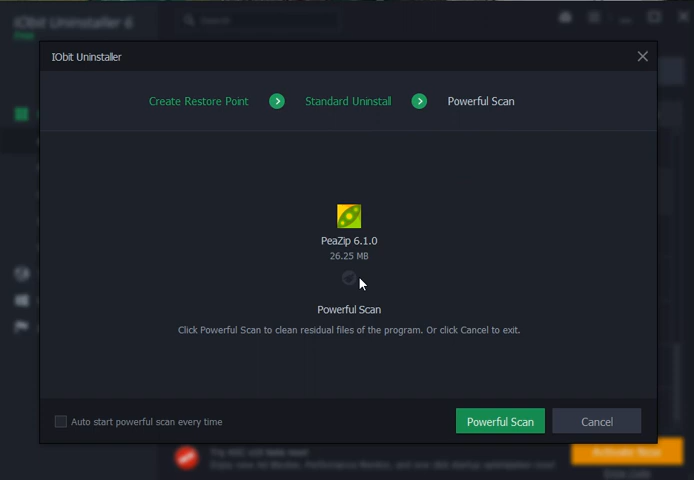 IObit Uninstaller 6
Free
Search
IObit Uninstaller
Create Restore Point
Standard Uninstall
Powerful Scan
PeaZip 6.1.0
26.25 MB
Powerful Scan
Click Powerful Scan to clean residual files of the program. Or click Cancel to exit.
Auto start powerful scan every time
Powerful Scan
Cancel
Activate Now